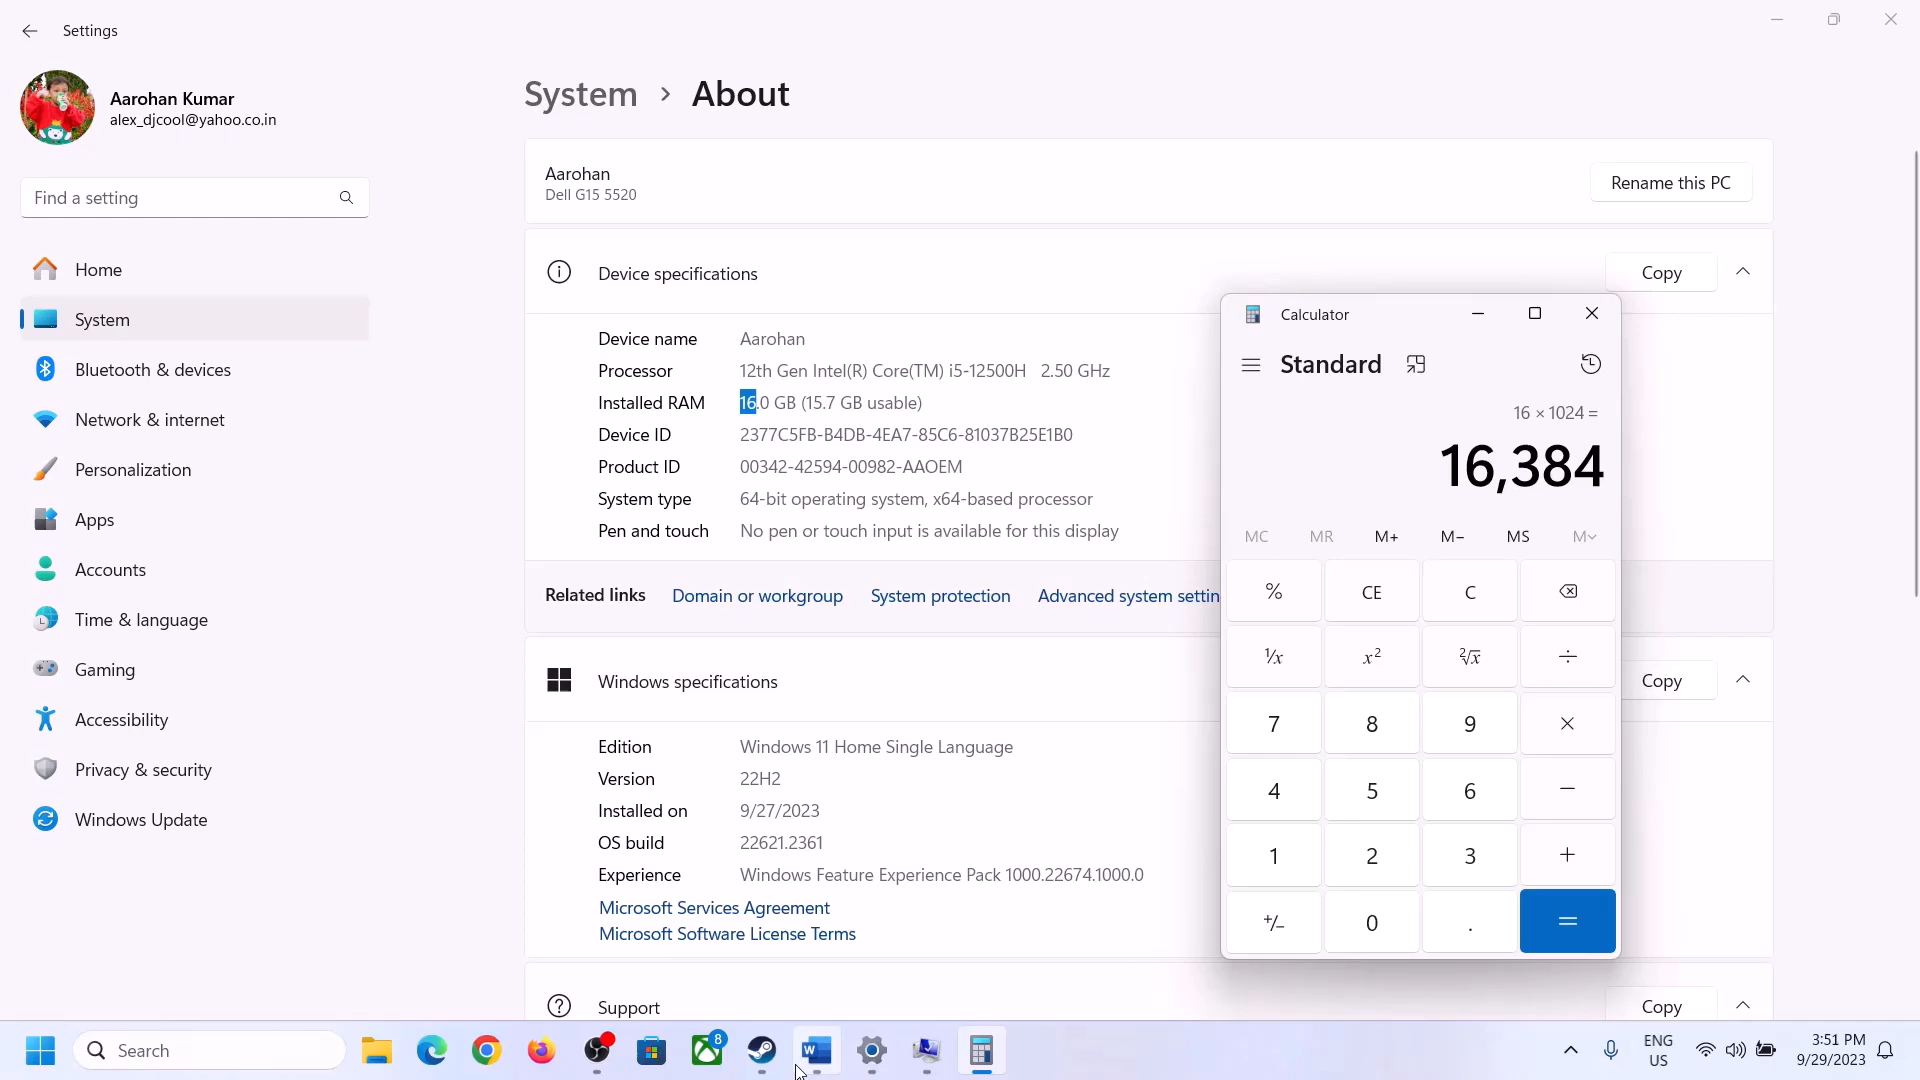 Settings
Aarohan Kumar
alex_djcool@yahoo.co.in
Find a setting
Home
System
Bluetooth & devices
Network & internet
Personalization
Apps
Accounts
Time & language
Gaming
Accessibility
Privacy & security
Windows Update
System > About
Aarohan
Dell G15 5520
Rename this PC
Device specifications
Copy
Device name Aarohan
Processor 12th Gen Intel(R) Core(TM) i5-12500H 2.50 GHz
Installed RAM 16.0 GB (15.7 GB usable)
Device ID 2377C5FB-B4DB-4EA7-85C6-81037B25E1B0
Product ID 00342-42594-00982-AAOEM
System type 64-bit operating system, x64-based processor
Pen and touch No pen or touch input is available for this display
Related links Domain or workgroup System protection Advanced system settin
Windows specifications
Copy
Edition Windows 11 Home Single Language
Version 22H2
Installed on 9/27/2023
OS build 22621.2361
Experience Windows Feature Experience Pack 1000.22674.1000.0
Microsoft Services Agreement
Microsoft Software License Terms
Support
Copy
Calculator
Standard
16 × 1024 =
16,384
MC MR M+ M− MS M
% CE C
⅟x x² ²√x ÷
7 8 9 ×
4 5 6 −
1 2 3 +
+/− 0 . =
Search
8
ENG
US
3:51 PM
9/29/2023